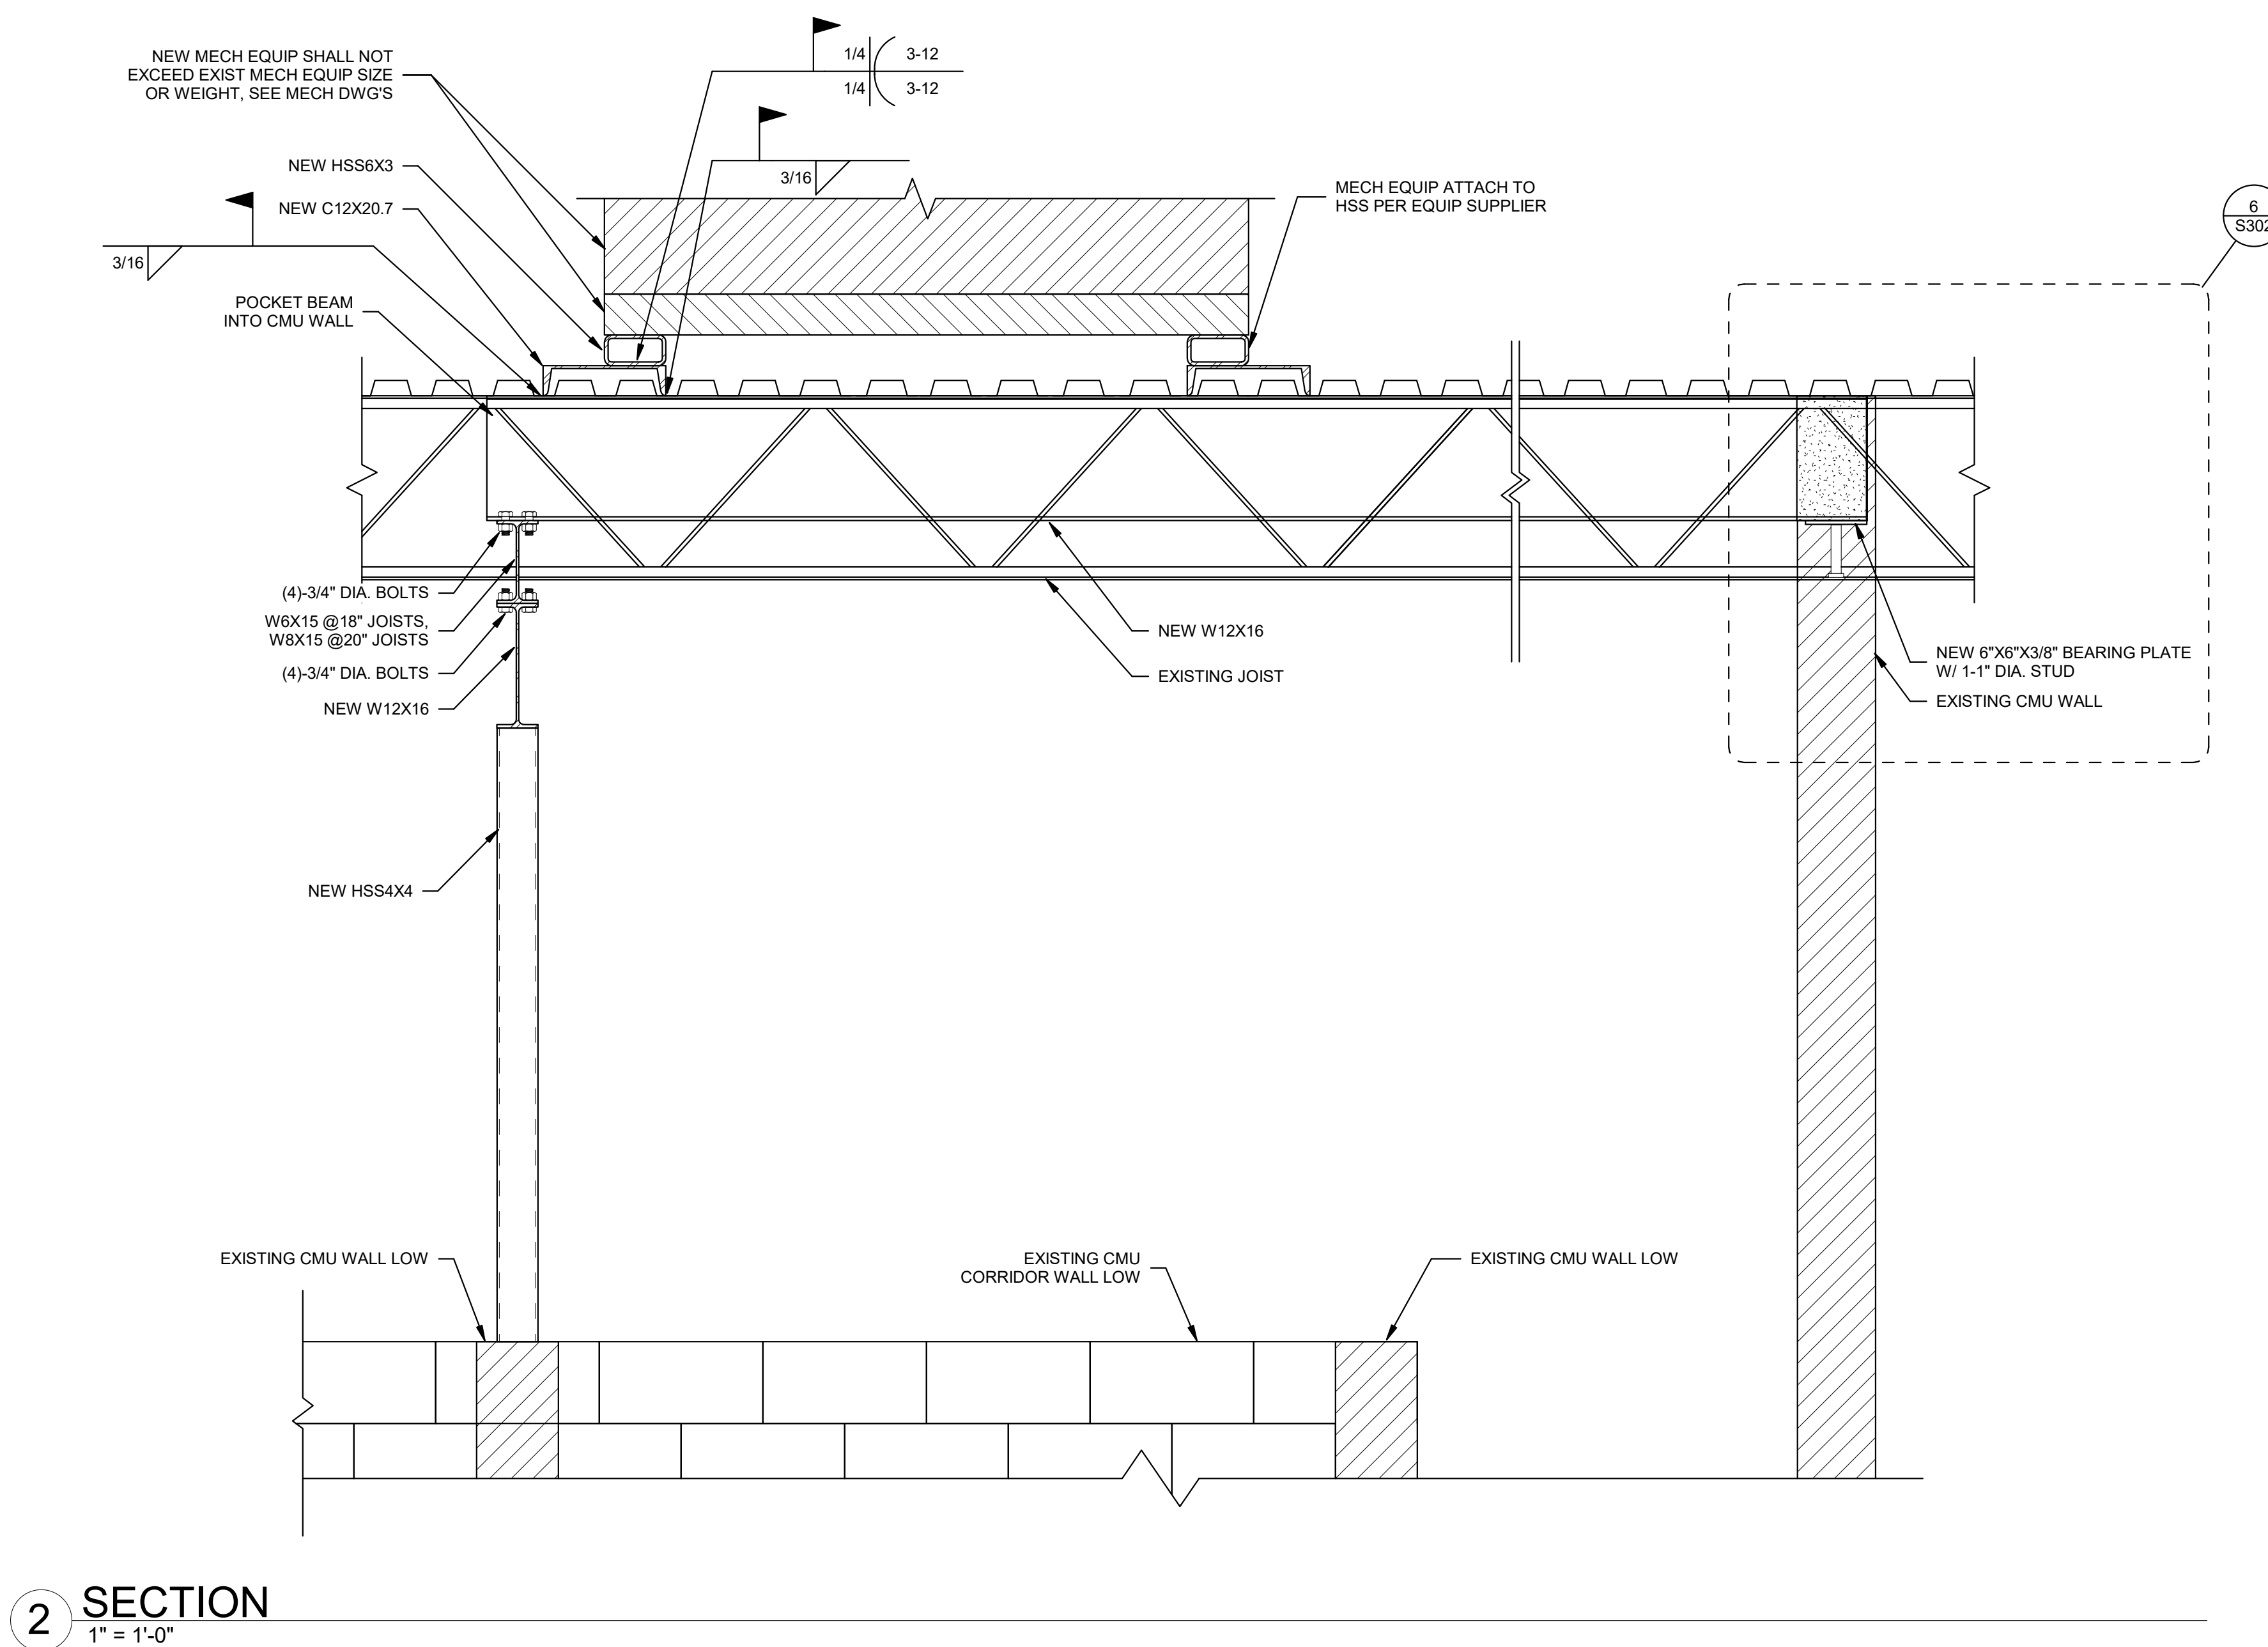 NEW MECH EQUIP SHALL NOT
EXCEED EXIST MECH EQUIP SIZE
OR WEIGHT, SEE MECH DWG'S
1/4 3-12
1/4 3-12
3/16
NEW HSS6X3
NEW C12X20.7
3/16
POCKET BEAM
INTO CMU WALL
MECH EQUIP ATTACH TO
HSS PER EQUIP SUPPLIER
6
S302
(4)-3/4" DIA. BOLTS
W6X15 @18" JOISTS,
W8X15 @20" JOISTS
(4)-3/4" DIA. BOLTS
NEW W12X16
NEW W12X16
EXISTING JOIST
NEW 6"X6"X3/8" BEARING PLATE
W/ 1-1" DIA. STUD
EXISTING CMU WALL
NEW HSS4X4
EXISTING CMU WALL LOW
EXISTING CMU
CORRIDOR WALL LOW
EXISTING CMU WALL LOW
2 SECTION
1" = 1'-0"